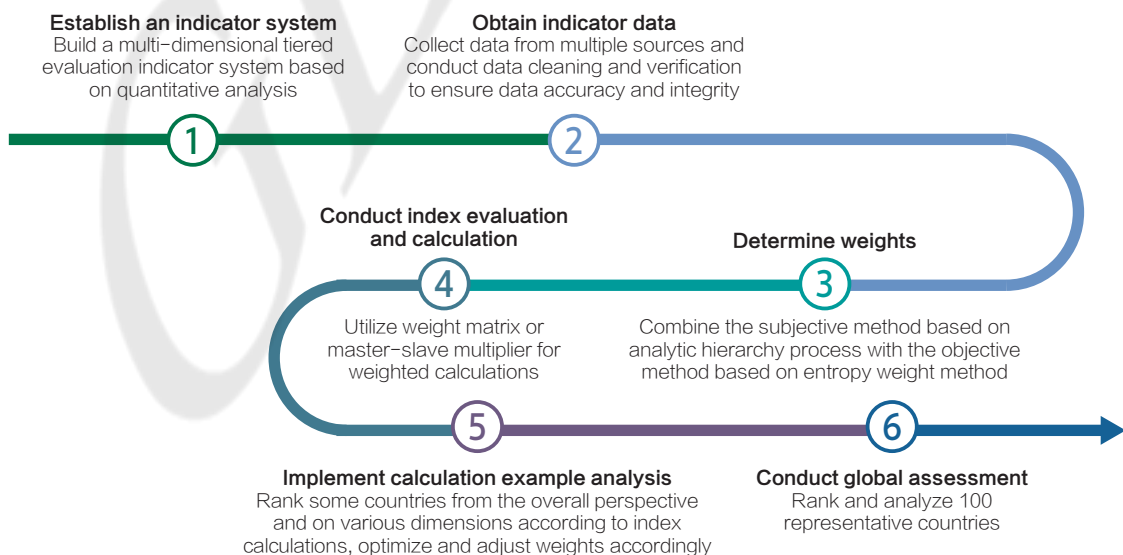 Establish an indicator system
Build a multi-dimensional tiered
evaluation indicator system based
on quantitative analysis
1
Obtain indicator data
Collect data from multiple sources and
conduct data cleaning and verification
to ensure data accuracy and integrity
2
Determine weights
3
Combine the subjective method based on
analytic hierarchy process with the objective
method based on entropy weight method
Conduct index evaluation
and calculation
4
Utilize weight matrix or
master-slave multiplier for
weighted calculations
5
Implement calculation example analysis
Rank some countries from the overall perspective
and on various dimensions according to index
calculations, optimize and adjust weights accordingly
6
Conduct global assessment
Rank and analyze 100
representative countries